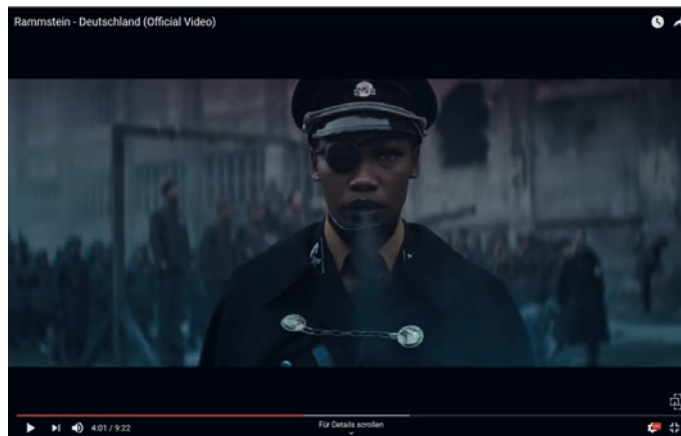 Rammstein - Deutschland (Official Video)
4:01 / 9:22
Für Details scrollen